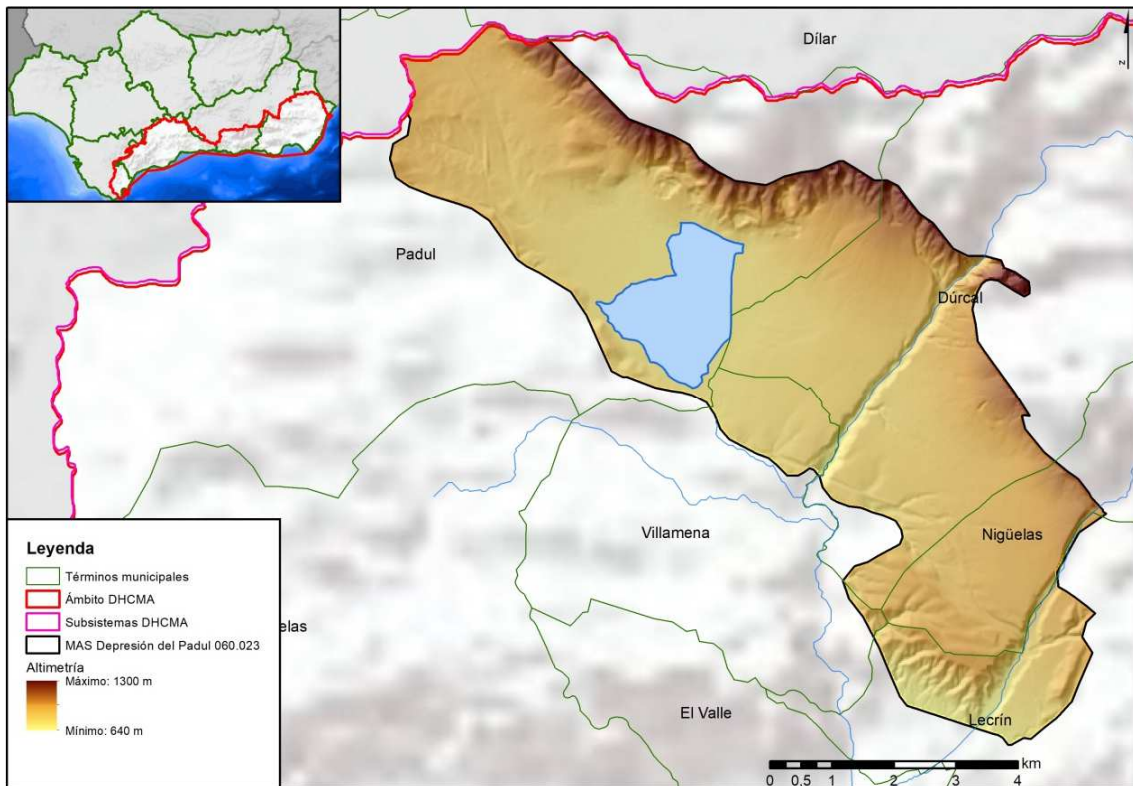 Dílar
N
Padul
Dúrcal
Villamena
Nigüelas
elas
El Valle
Lecrín
Leyenda
Términos municipales
Ámbito DHCMA
Subsistemas DHCMA
MAS Depresión del Padul 060.023
Altimetría
Máximo: 1300 m
Mínimo: 640 m
km
0 0,5 1 2 3 4